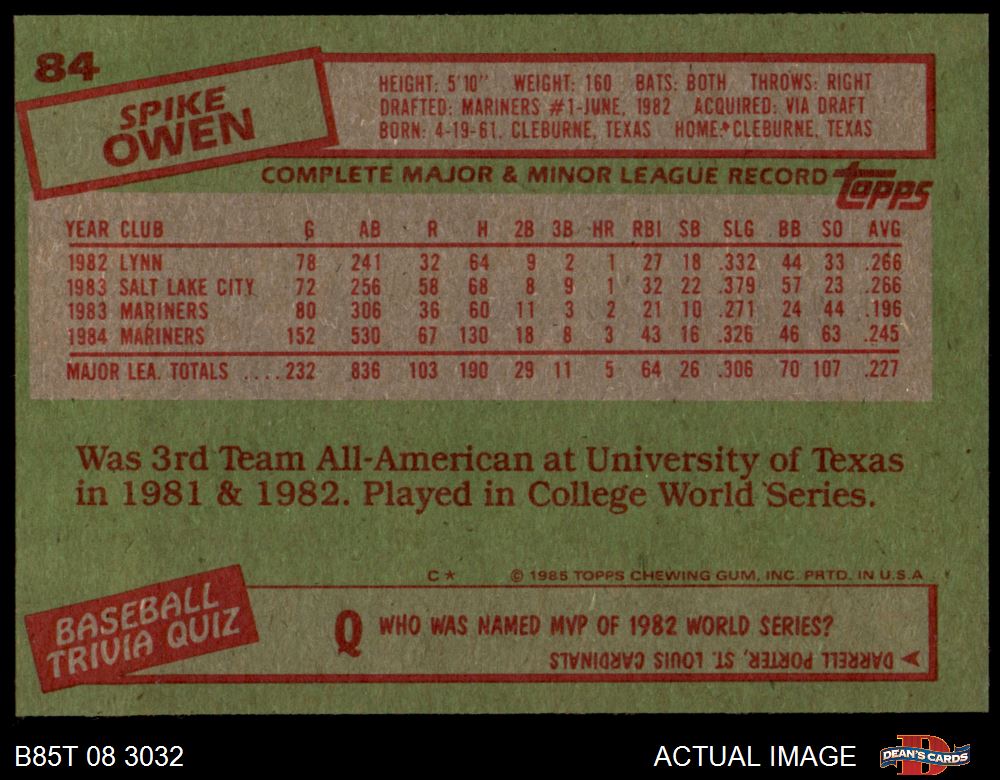 84
SPIKE
OWEN
HEIGHT: 5'10" WEIGHT: 160 BATS: BOTH THROWS: RIGHT
DRAFTED: MARINERS #1-JUNE, 1982 ACQUIRED: VIA DRAFT
BORN: 4-19-61, CLEBURNE, TEXAS HOME: CLEBURNE, TEXAS
COMPLETE MAJOR & MINOR LEAGUE RECORD topps
YEAR CLUB G AB R H 2B 3B HR RBI SB SLG BB SO AVG
1982 LYNN 78 241 32 64 9 2 1 27 18 .332 44 33 .266
1983 SALT LAKE CITY 72 256 58 68 8 9 1 32 22 .379 57 23 .266
1983 MARINERS 80 306 36 60 11 3 2 21 10 .271 24 44 .196
1984 MARINERS 152 530 67 130 18 8 3 43 16 .326 46 63 .245
MAJOR LEA. TOTALS ....232 836 103 190 29 11 5 64 26 .306 70 107 .227
Was 3rd Team All-American at University of Texas
in 1981 & 1982. Played in College World Series.
C* © 1985 TOPPS CHEWING GUM, INC. PRTD. IN U.S.A
BASEBALL
TRIVIA QUIZ
Q WHO WAS NAMED MVP OF 1982 WORLD SERIES?
DARRELL PORTER, ST. LOUIS CARDINALS
B85T 08 3032 ACTUAL IMAGE DEAN'S CARDS